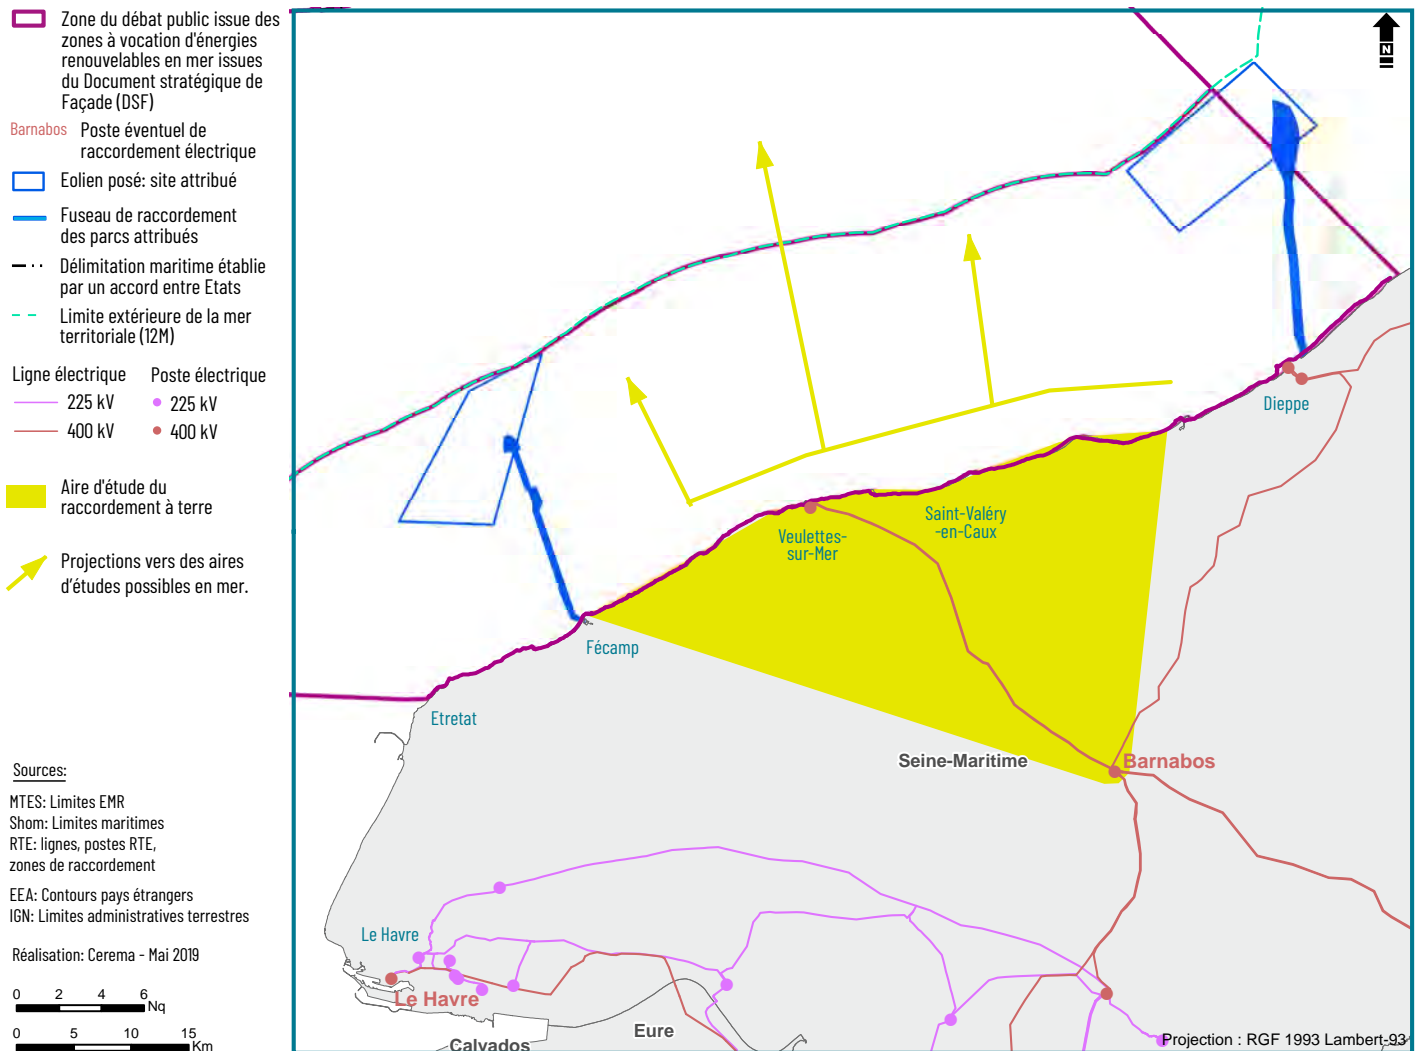 Zone du débat public issue des
zones à vocation d'énergies
renouvelables en mer issues
du Document stratégique de
Façade (DSF)
Barnabos Poste éventuel de
raccordement électrique
Eolien posé: site attribué
Fuseau de raccordement
des parcs attribués
Délimitation maritime établie
par un accord entre Etats
Limite extérieure de la mer
territoriale (12M)
Ligne électrique Poste électrique
225 kV 225 kV
400 kV 400 kV
Aire d'étude du
raccordement à terre
Projections vers des aires
d'études possibles en mer.
Sources:
MTES: Limites EMR
Shom: Limites maritimes
RTE: lignes, postes RTE,
zones de raccordement
EEA: Contours pays étrangers
IGN: Limites administratives terrestres
Réalisation: Cerema - Mai 2019
0 2 4 6
Nq
0 5 10 15
Km
N
Dieppe
Saint-Valéry
-en-Caux
Veulettes-
sur-Mer
Fécamp
Etretat
Seine-Maritime
Barnabos
Le Havre
Le Havre
Eure
Calvados
Projection : RGF 1993 Lambert-93